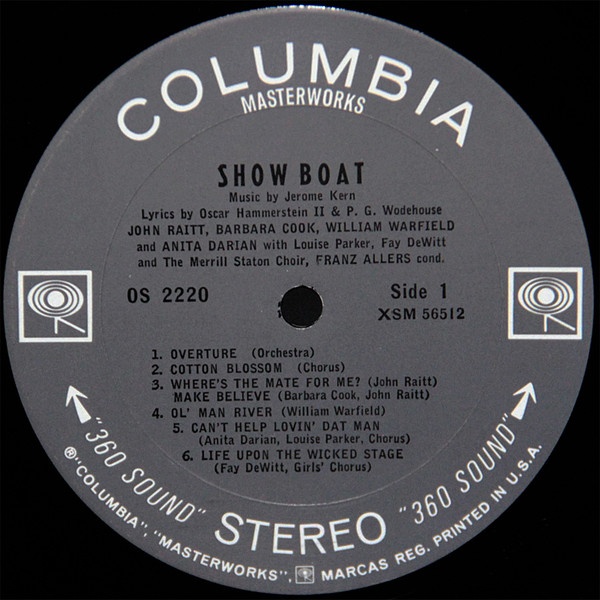 COLUMBIA
MASTERWORKS
SHOW BOAT
Music by Jerome Kern
Lyrics by Oscar Hammerstein II & P. G. Wodehouse
JOHN RAITT, BARBARA COOK, WILLIAM WARFIELD
and ANITA DARIAN with Louise Parker, Fay DeWitt
and The Merrill Staton Choir, FRANZ ALLERS cond.
OS 2220
Side 1
XSM 56512
1. OVERTURE (Orchestra)
2. COTTON BLOSSOM (Chorus)
3. WHERE'S THE MATE FOR ME? (John Raitt)
MAKE BELIEVE (Barbara Cook, John Raitt)
4. OL' MAN RIVER (William Warfield)
5. CAN'T HELP LOVIN' DAT MAN
(Anita Darian, Louise Parker, Chorus)
6. LIFE UPON THE WICKED STAGE
(Fay DeWitt, Girls' Chorus)
"360 SOUND" STEREO "360 SOUND"
®"COLUMBIA", "MASTERWORKS", MARCAS REG. PRINTED IN U.S.A.